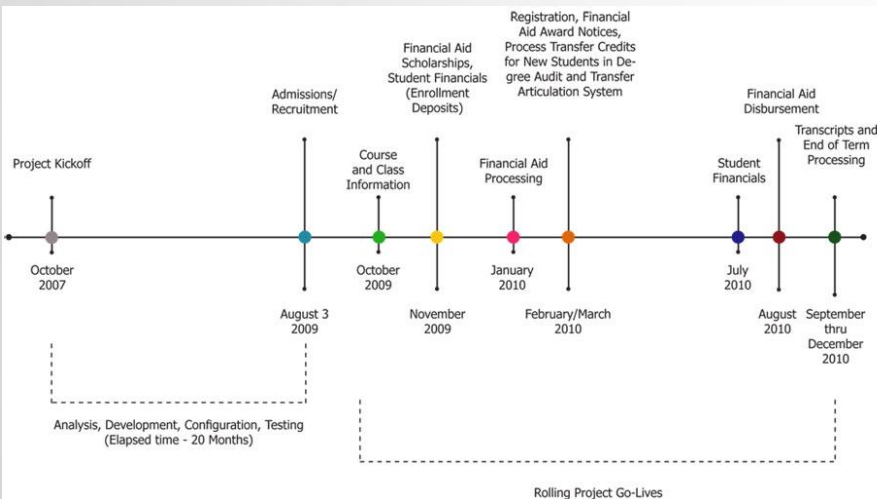 Project Kickoff
October
2007
Admissions/
Recruitment
August 3
2009
Course
and Class
Information
October
2009
Financial Aid
Scholarships,
Student Financials
(Enrollment
Deposits)
November
2009
Financial Aid
Processing
January
2010
Registration, Financial
Aid Award Notices,
Process Transfer Credits
for New Students in De-
gree Audit and Transfer
Articulation System
February/March
2010
Student
Financials
July
2010
Financial Aid
Disbursement
August
2010
Transcripts and
End of Term
Processing
September
thru
December
2010
Analysis, Development, Configuration, Testing
(Elapsed time - 20 Months)
Rolling Project Go-Lives